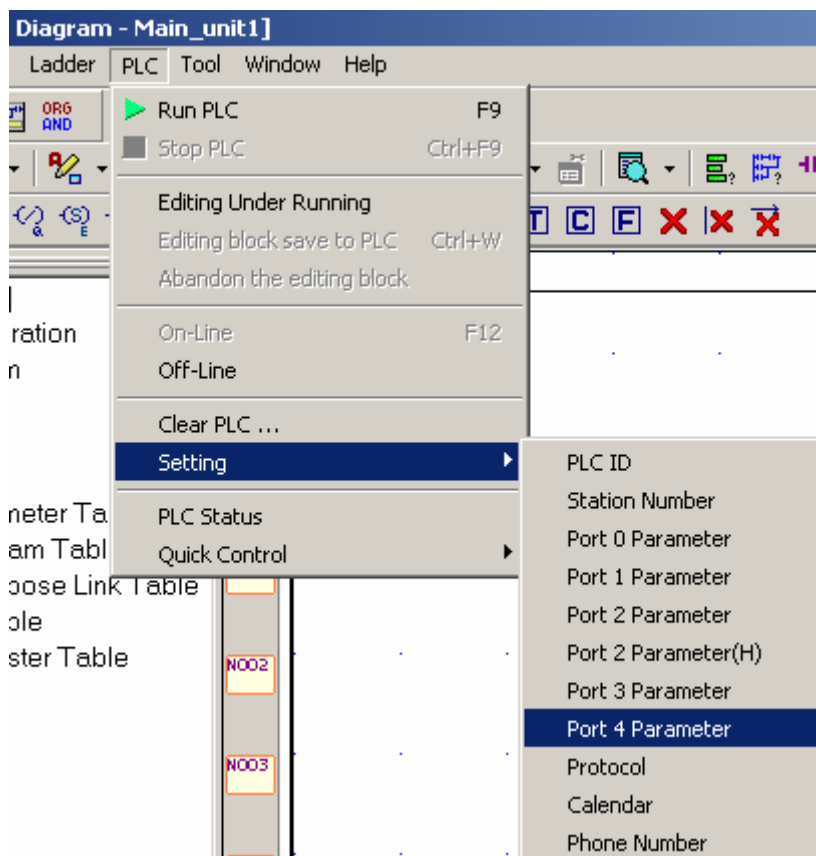 Diagram - Main_unit1]
Ladder PLC Tool Window Help
ORG
AND
Run PLC F9
Stop PLC Ctrl+F9
Editing Under Running
Editing block save to PLC Ctrl+W
Abandon the editing block
On-Line F12
Off-Line
Clear PLC ...
Setting
PLC Status
Quick Control
PLC ID
Station Number
Port 0 Parameter
Port 1 Parameter
Port 2 Parameter
Port 2 Parameter(H)
Port 3 Parameter
Port 4 Parameter
Protocol
Calendar
Phone Number
T C F
]
ration
m
meter Ta
am Tabl
pose Link Table
ble
ster Table
N002
N003